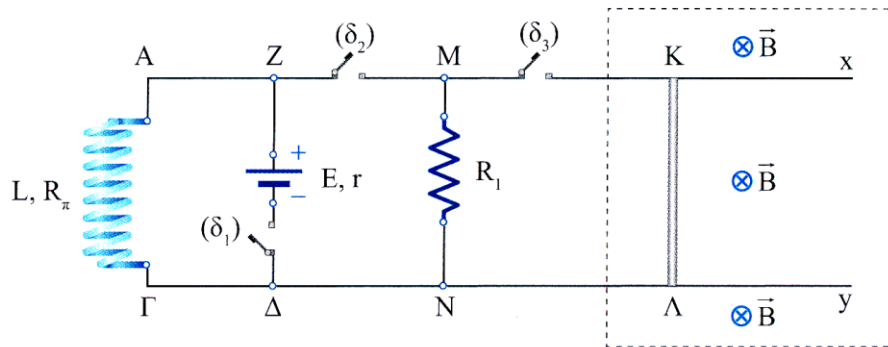 (δ₂) (δ₃) ⊗ B⃗
A Z M K x
+
L, Rπ E, r R₁ ⊗ B⃗
−
(δ₁)
Γ Δ N Λ y
⊗ B⃗